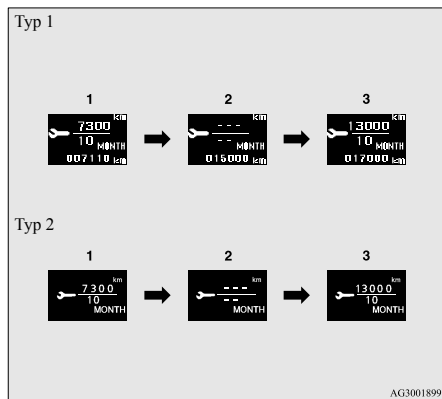 Typ 1
1 2 3
km km km
7300 --- 13000
10 -- 10
MONTH MONTH MONTH
007110 km 015000 km 017000 km
Typ 2
1 2 3
km km km
7300 --- 13000
10 -- 10
MONTH MONTH MONTH
AG3001899